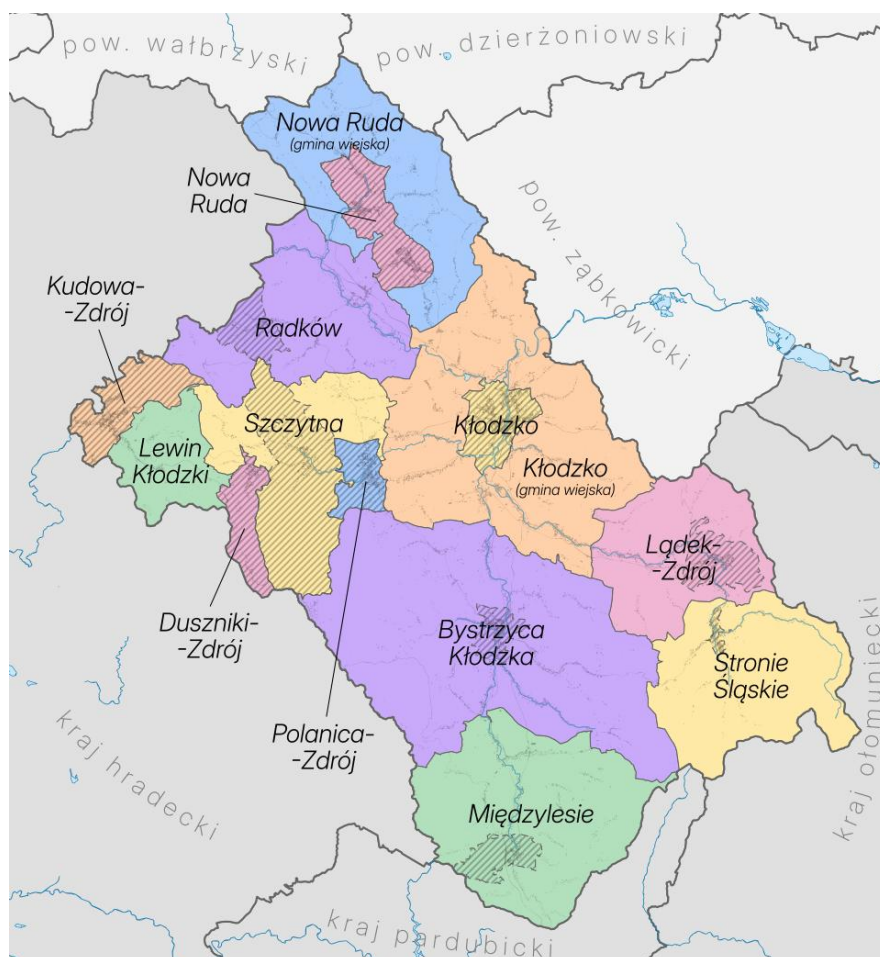 pow. wałbrzyski
pow. dzierżoniowski
Nowa Ruda
(gmina wiejska)
Nowa
Ruda
pow. ząbkowicki
Kudowa-
-Zdrój
Radków
Szczytna
Kłodzko
Lewin
Kłodzki
Kłodzko
(gmina wiejska)
Lądek-
-Zdrój
Duszniki-
-Zdrój
Bystrzyca
Kłodzka
Stronie
Śląskie
Polanica-
-Zdrój
kraj hradecki
kraj ołomuniecki
Międzylesie
kraj pardubicki